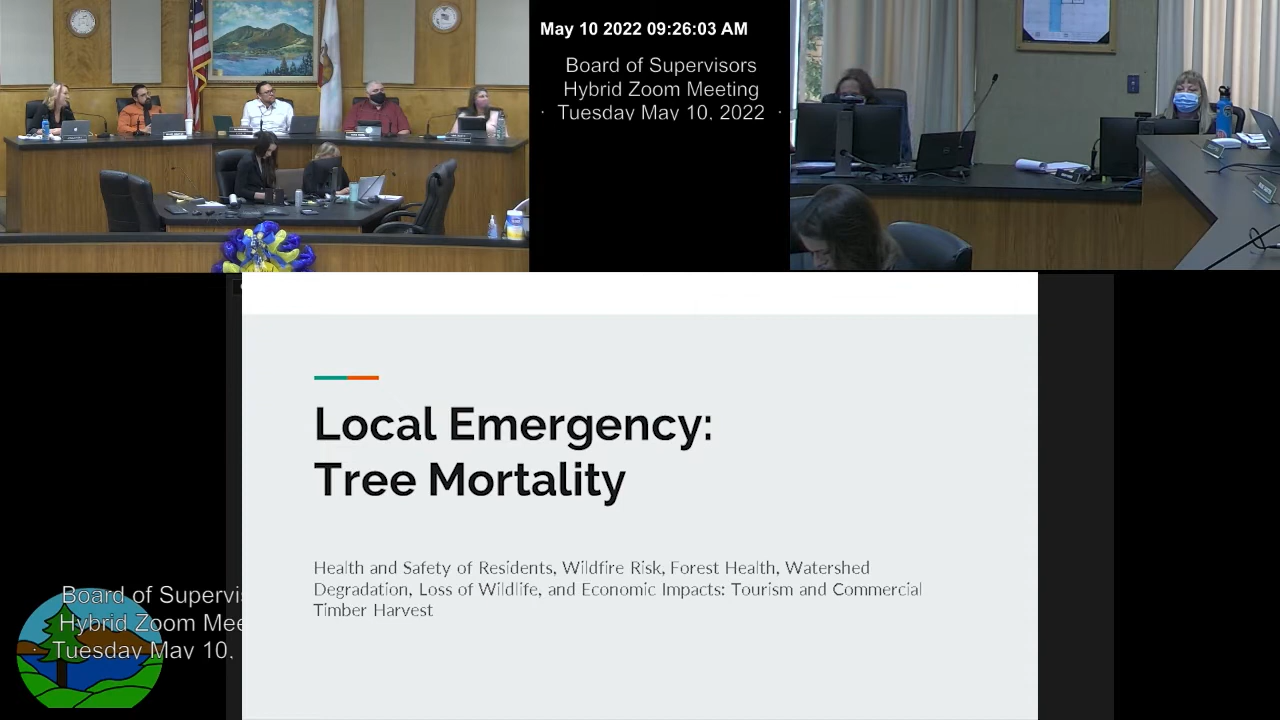 May 10 2022 09:26:03 AM
Board of Supervisors
Hybrid Zoom Meeting
· Tuesday May 10, 2022 ·
Local Emergency:
Tree Mortality
Health and Safety of Residents, Wildfire Risk, Forest Health, Watershed
Degradation, Loss of Wildlife, and Economic Impacts: Tourism and Commercial
Timber Harvest
Board of Supervis
Hybrid Zoom Mee
· Tuesday May 10,